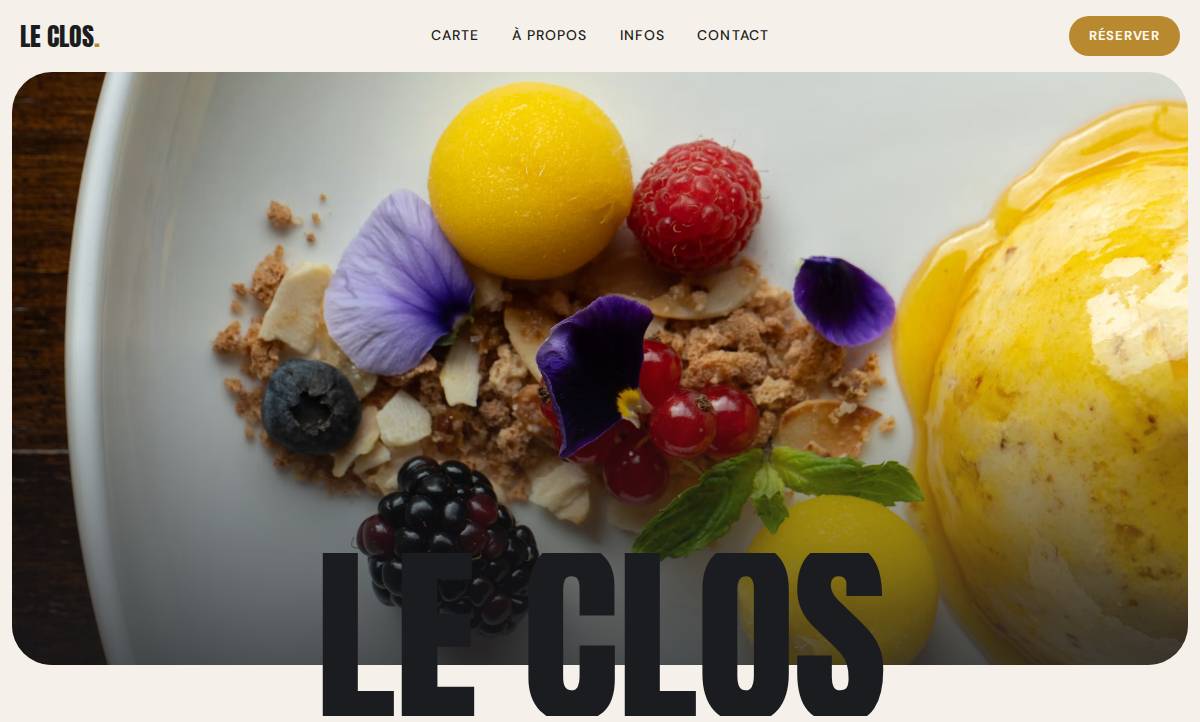 LE CLOS.
CARTE
À PROPOS
INFOS
CONTACT
RÉSERVER
LE CLOS